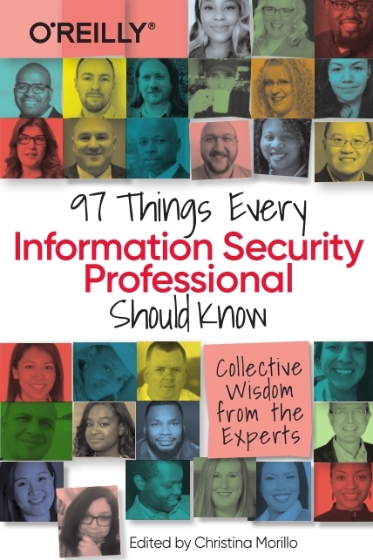 O'REILLY®
97 Things Every
Information Security
Professional
Should Know
Collective
Wisdom
from the
Experts
Edited by Christina Morillo